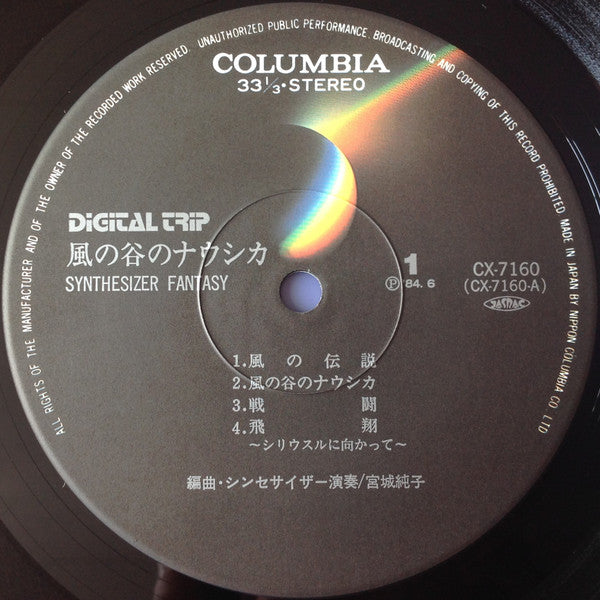 ALL RIGHTS OF THE MANUFACTURER AND OF THE OWNER OF THE RECORDED WORK RESERVED. UNAUTHORIZED PUBLIC PERFORMANCE, BROADCASTING AND COPYING OF THIS RECORD PROHIBITED MADE IN JAPAN BY NIPPON COLUMBIA CO. LTD
COLUMBIA
33⅓・STEREO
DIGITAL TRIP
風の谷のナウシカ
SYNTHESIZER FANTASY
1
Ⓟ84.6
CX-7160
(CX-7160-A)
JASRAC
1.風の伝説
2.風の谷のナウシカ
3.戦闘
4.飛翔
〜シリウスルに向かって〜
編曲・シンセサイザー演奏/宮城純子